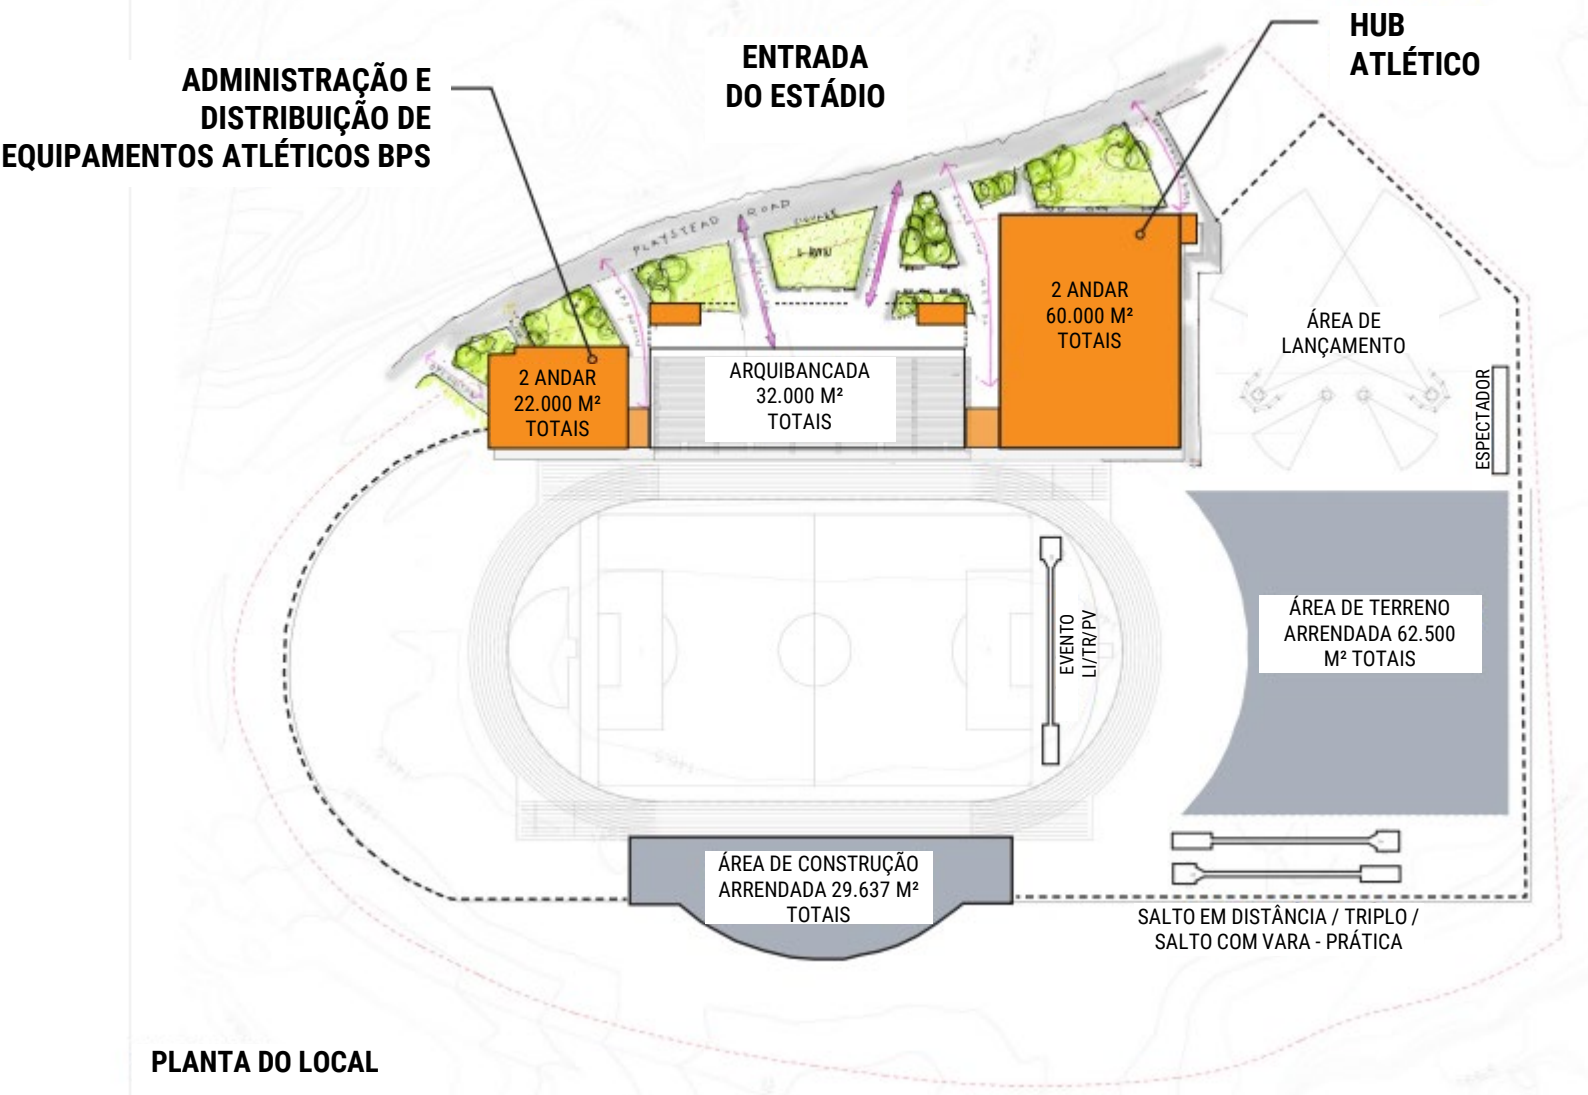 HUB
ATLÉTICO
ENTRADA
DO ESTÁDIO
ADMINISTRAÇÃO E
DISTRIBUIÇÃO DE
EQUIPAMENTOS ATLÉTICOS BPS
PLAYSTEAD ROAD
2 ANDAR
60.000 M²
TOTAIS
ÁREA DE
LANÇAMENTO
2 ANDAR
22.000 M²
TOTAIS
ARQUIBANCADA
32.000 M²
TOTAIS
ESPECTADOR
EVENTO
LI/TR/PV
ÁREA DE TERRENO
ARRENDADA 62.500
M² TOTAIS
ÁREA DE CONSTRUÇÃO
ARRENDADA 29.637 M²
TOTAIS
SALTO EM DISTÂNCIA / TRIPLO /
SALTO COM VARA - PRÁTICA
PLANTA DO LOCAL